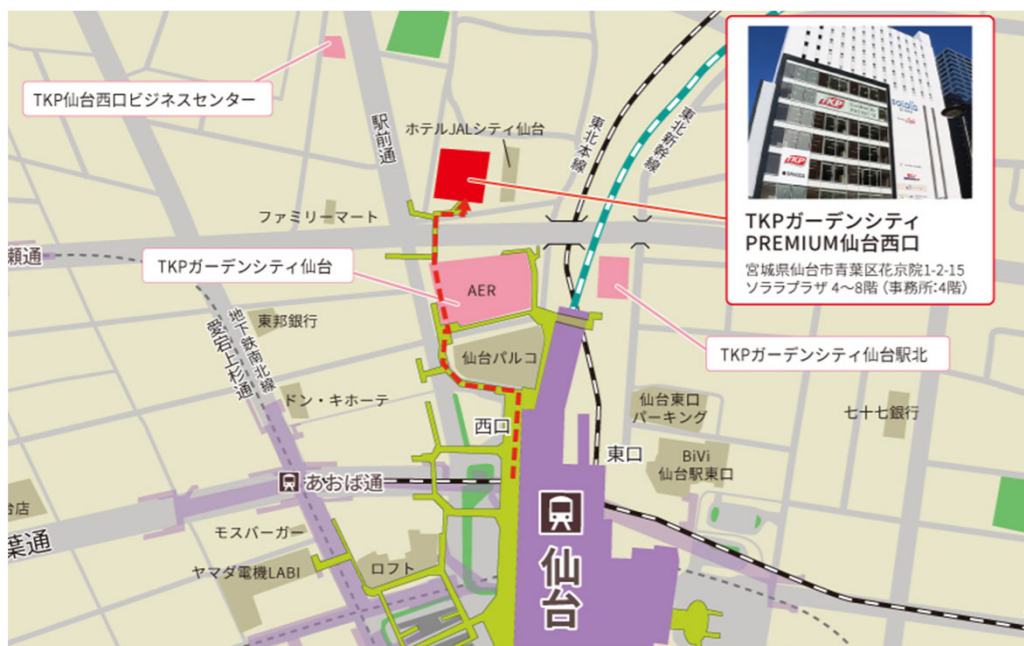 TKP仙台西口ビジネスセンター
駅前通
ホテルJALシティ仙台
東北本線
東北新幹線
TKP
TKP
TKPガーデンシティ
PREMIUM仙台西口
宮城県仙台市青葉区花京院1-2-15
ソララプラザ 4〜8階 (事務所:4階)
ファミリーマート
瀬通
TKPガーデンシティ仙台
AER
東邦銀行
地下鉄南北線
愛宕上杉通
仙台パルコ
TKPガーデンシティ仙台駅北
ドン・キホーテ
西口
仙台東口
パーキング
七十七銀行
東口
BiVi
仙台駅東口
あおば通
台店
葉通
モスバーガー
ヤマダ電機LABI
ロフト
仙台